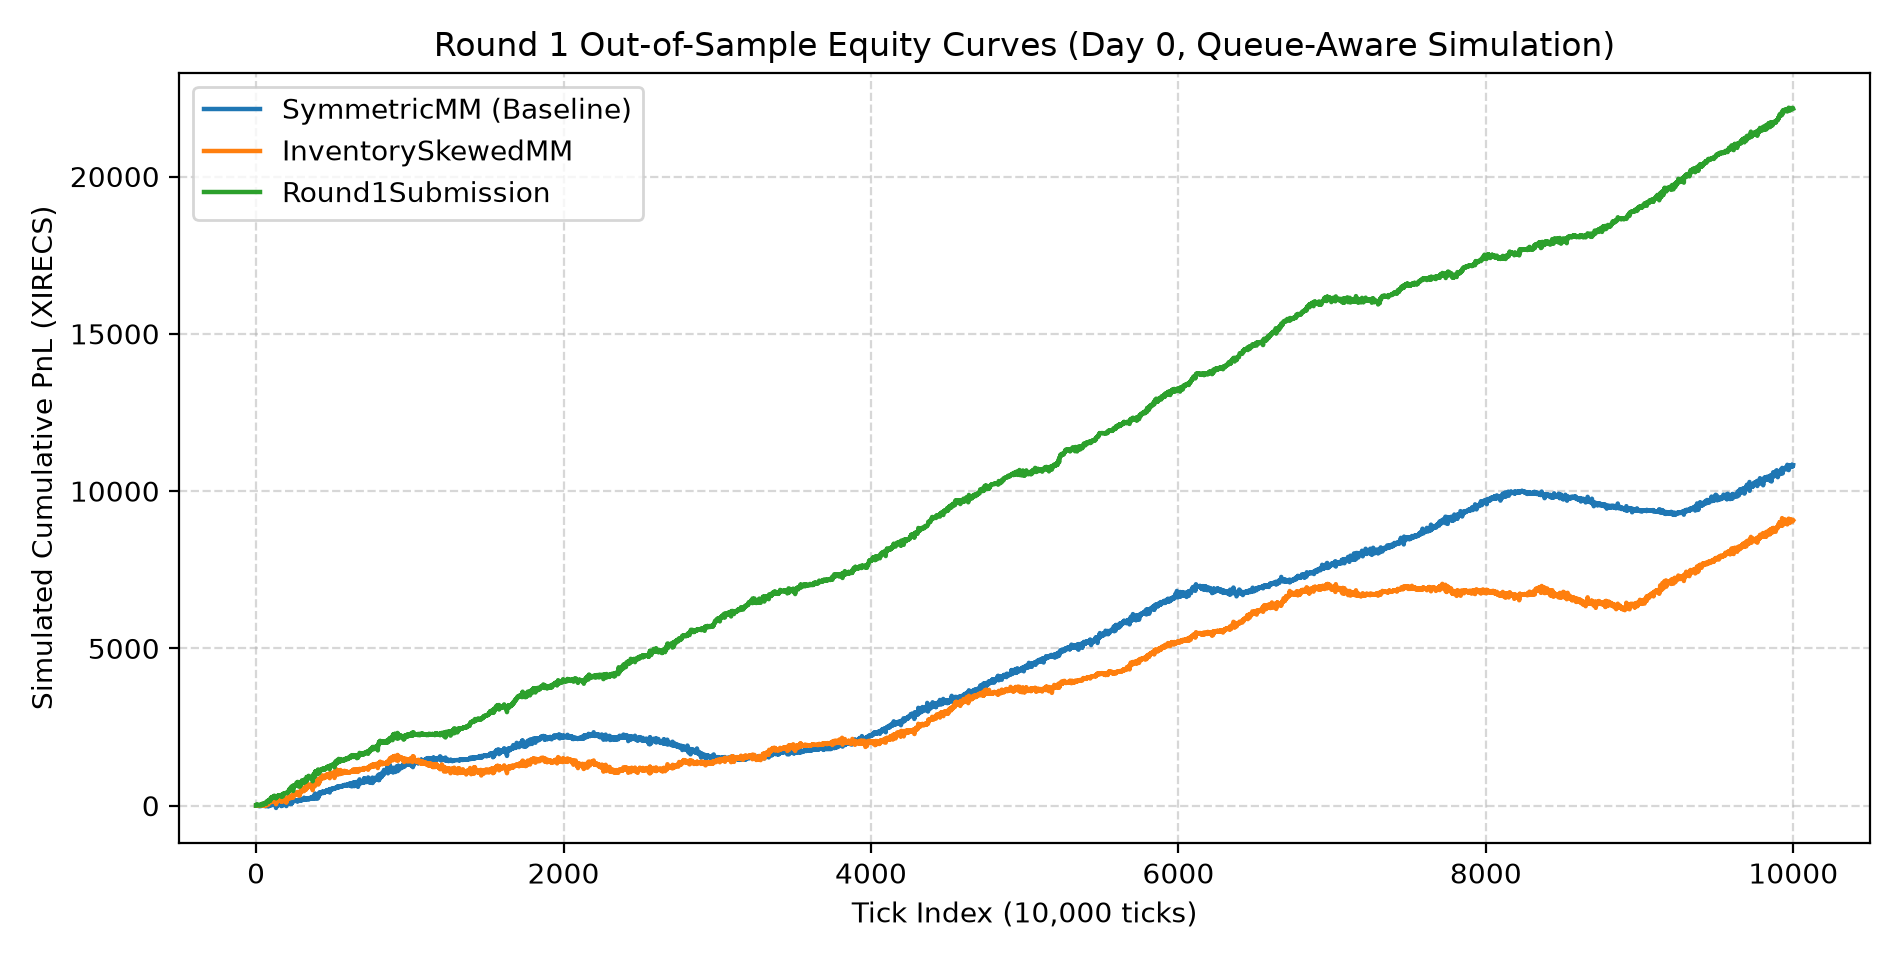 Round 1 Out-of-Sample Equity Curves (Day 0, Queue-Aware Simulation)
SymmetricMM (Baseline)
InventorySkewedMM
Round1Submission
Simulated Cumulative PnL (XIRECS)
20000
15000
10000
5000
0
0
2000
4000
6000
8000
10000
Tick Index (10,000 ticks)